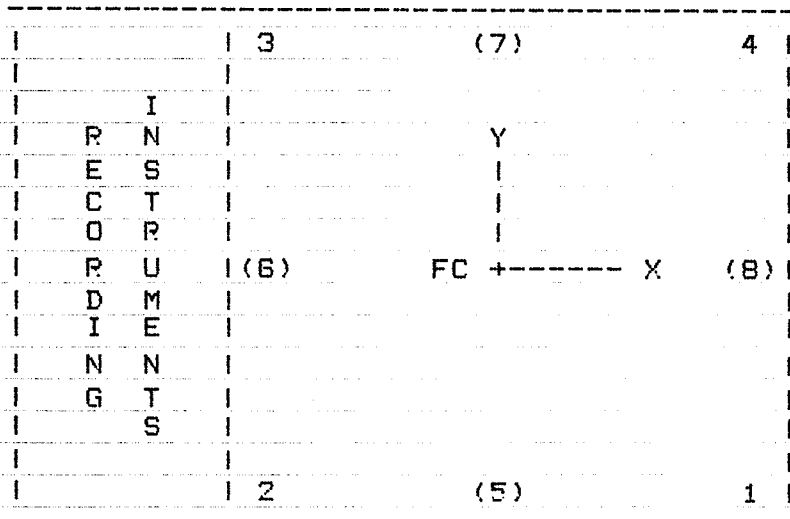 3 (7) 4
I
R N Y
E S
C T
O R
R U (6) FC +------ X (8)
D M
I E
N N
G T
S
2 (5) 1